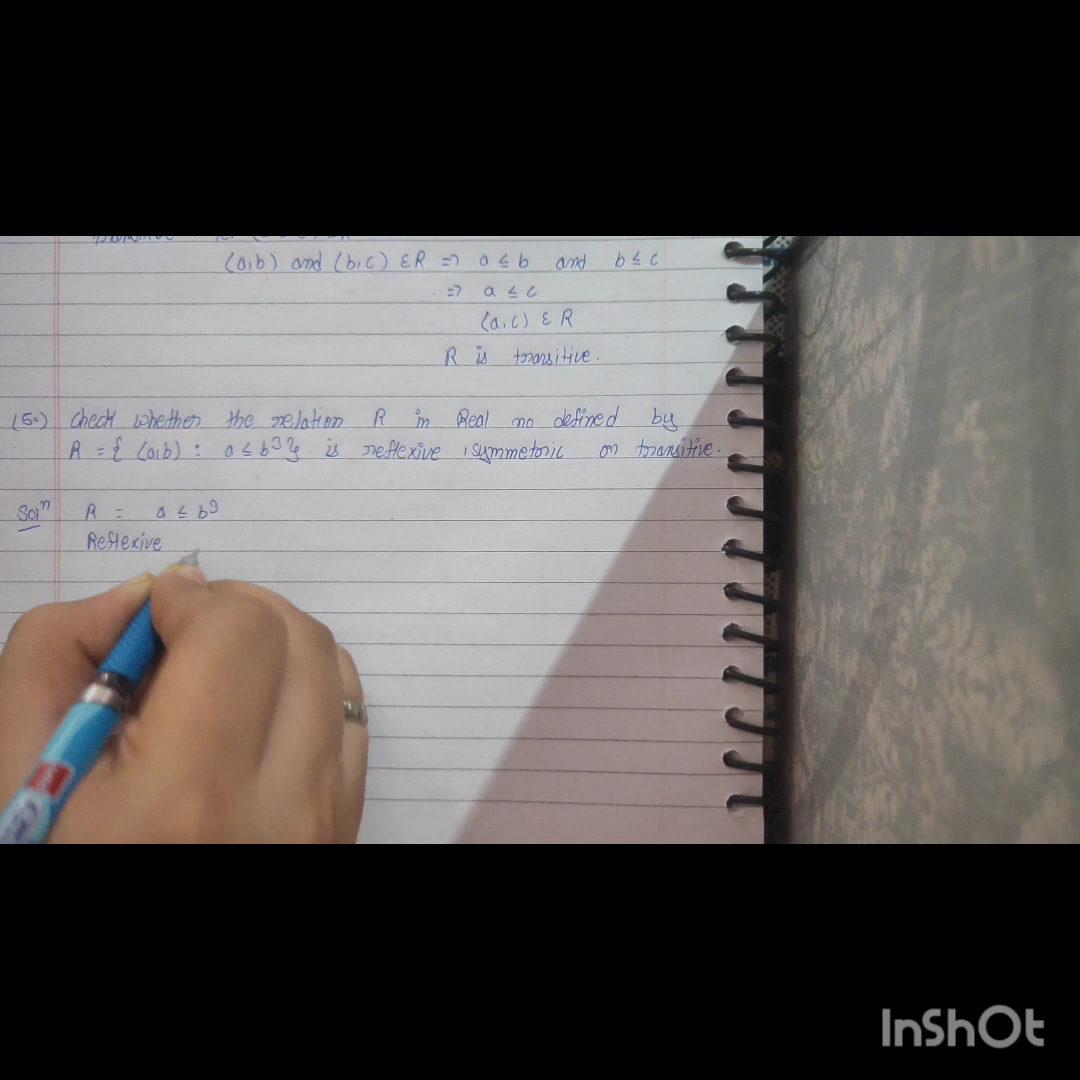 (a,b) and (b,c) ε R => a ≤ b and b ≤ c
=> a ≤ c
(a,c) ε R
R is transitive.
(5.) Check whether the relation R in Real no defined by
R = { (a,b) : a ≤ b³ } is reflexive , symmetric or transitive.
Solⁿ R = a ≤ b³
Reflexive
InShOt